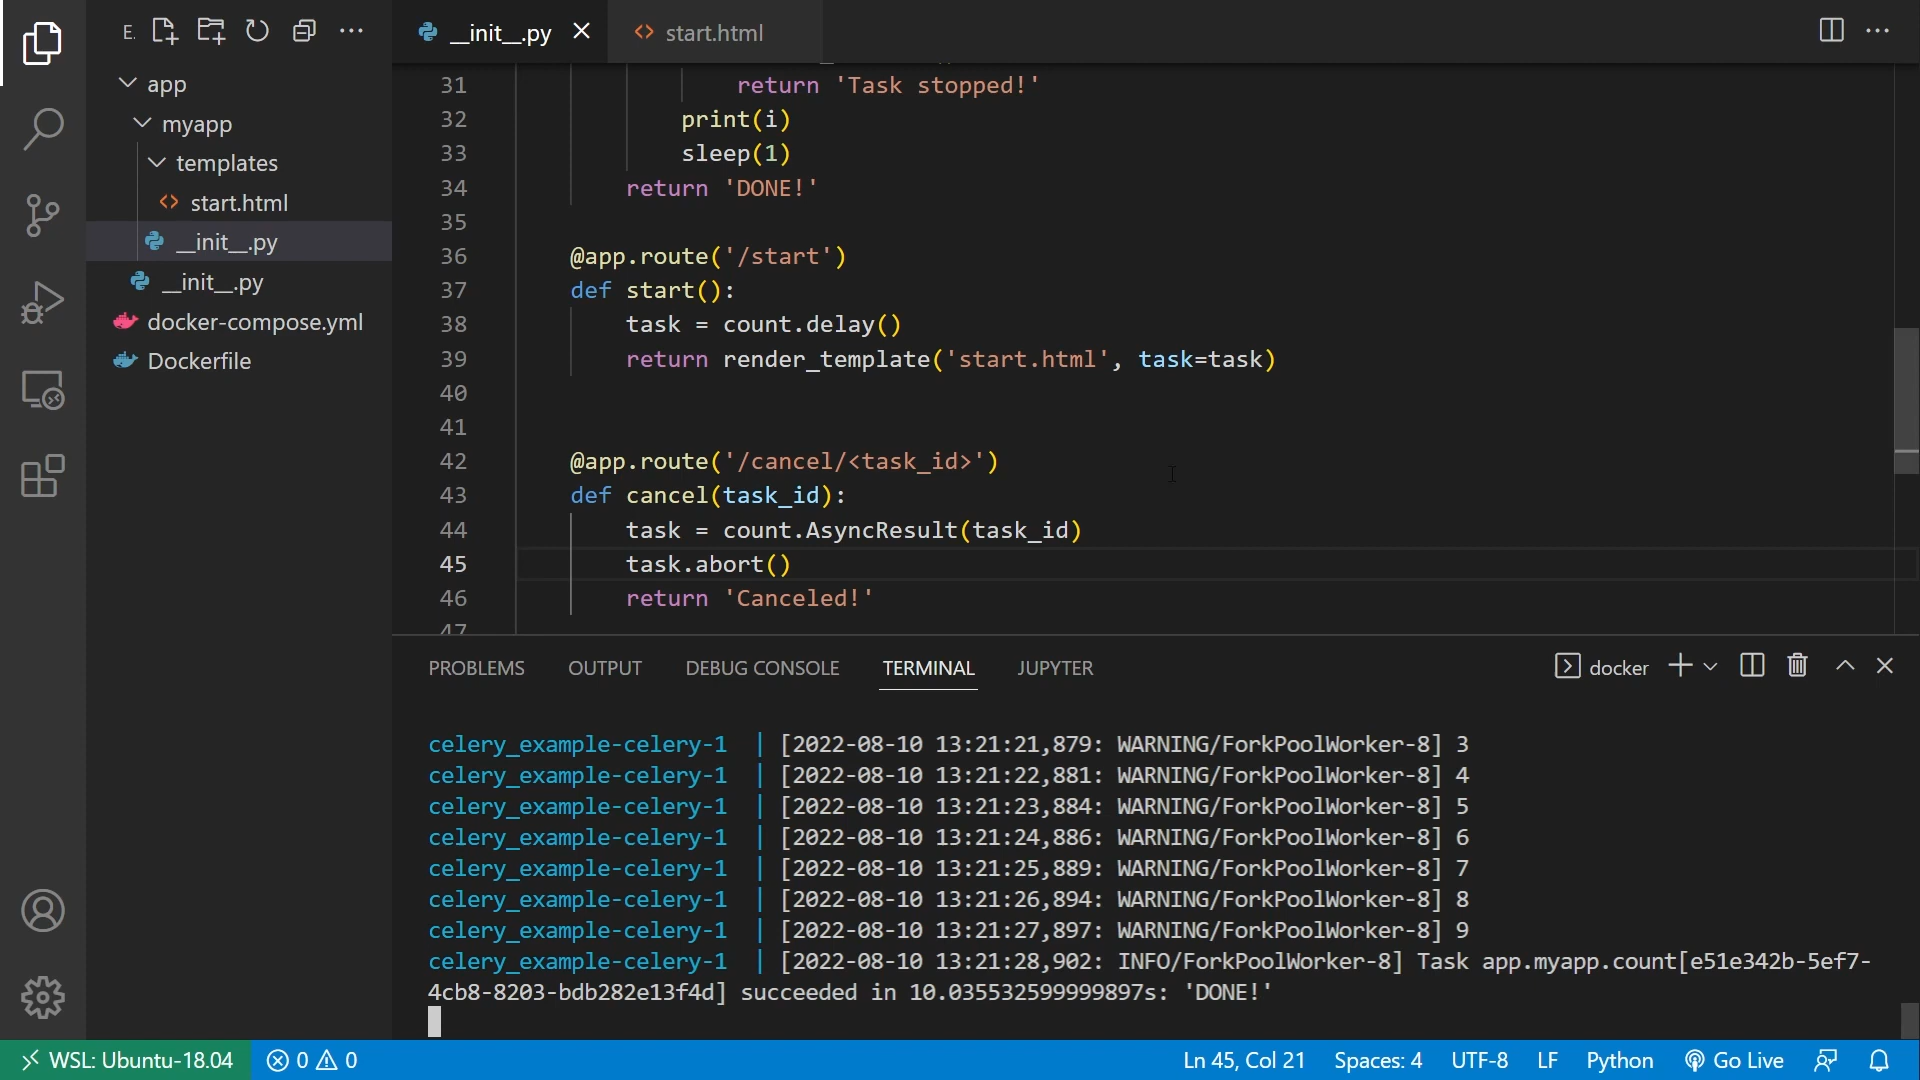 E.
__init__.py
start.html
app
myapp
templates
start.html
__init__.py
__init__.py
docker-compose.yml
Dockerfile
31 return 'Task stopped!'
32 print(i)
33 sleep(1)
34 return 'DONE!'
35
36 @app.route('/start')
37 def start():
38 task = count.delay()
39 return render_template('start.html', task=task)
40
41
42 @app.route('/cancel/<task_id>')
43 def cancel(task_id):
44 task = count.AsyncResult(task_id)
45 task.abort()
46 return 'Canceled!'
47
PROBLEMS OUTPUT DEBUG CONSOLE TERMINAL JUPYTER docker
celery_example-celery-1 | [2022-08-10 13:21:21,879: WARNING/ForkPoolWorker-8] 3
celery_example-celery-1 | [2022-08-10 13:21:22,881: WARNING/ForkPoolWorker-8] 4
celery_example-celery-1 | [2022-08-10 13:21:23,884: WARNING/ForkPoolWorker-8] 5
celery_example-celery-1 | [2022-08-10 13:21:24,886: WARNING/ForkPoolWorker-8] 6
celery_example-celery-1 | [2022-08-10 13:21:25,889: WARNING/ForkPoolWorker-8] 7
celery_example-celery-1 | [2022-08-10 13:21:26,894: WARNING/ForkPoolWorker-8] 8
celery_example-celery-1 | [2022-08-10 13:21:27,897: WARNING/ForkPoolWorker-8] 9
celery_example-celery-1 | [2022-08-10 13:21:28,902: INFO/ForkPoolWorker-8] Task app.myapp.count[e51e342b-5ef7-
4cb8-8203-bdb282e13f4d] succeeded in 10.035532599999897s: 'DONE!'
WSL: Ubuntu-18.04 0 0 Ln 45, Col 21 Spaces: 4 UTF-8 LF Python Go Live